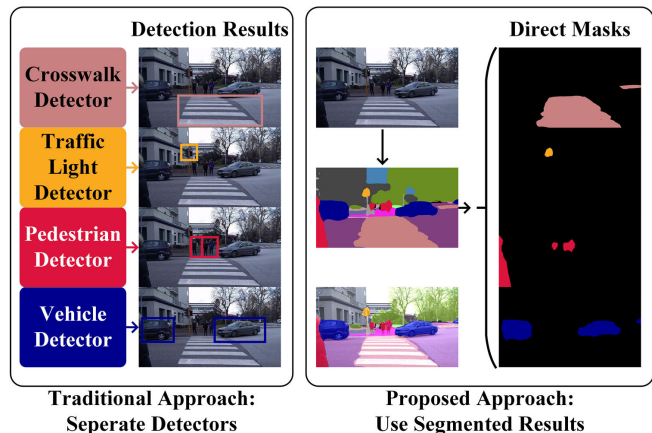 Detection Results
Crosswalk
Detector
Traffic
Light
Detector
Pedestrian
Detector
Vehicle
Detector
Traditional Approach:
Seperate Detectors
Direct Masks
Proposed Approach:
Use Segmented Results